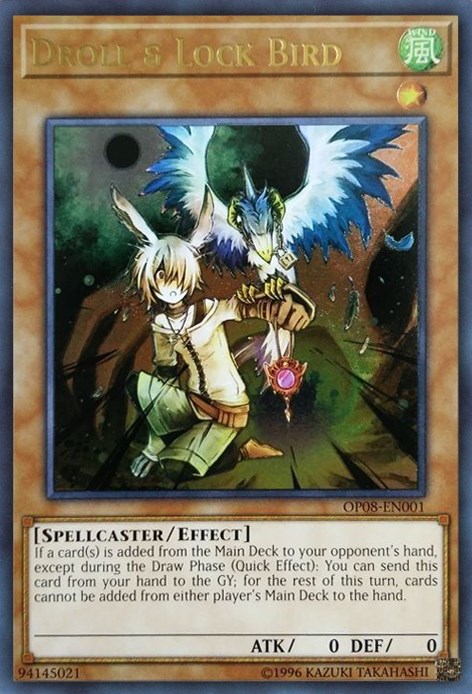 DROLL & LOCK BIRD
WIND
風
OP08-EN001
[SPELLCASTER/EFFECT]
If a card(s) is added from the Main Deck to your opponent's hand,
except during the Draw Phase (Quick Effect): You can send this
card from your hand to the GY; for the rest of this turn, cards
cannot be added from either player's Main Deck to the hand.
ATK/ 0 DEF/ 0
94145021
©1996 KAZUKI TAKAHASHI